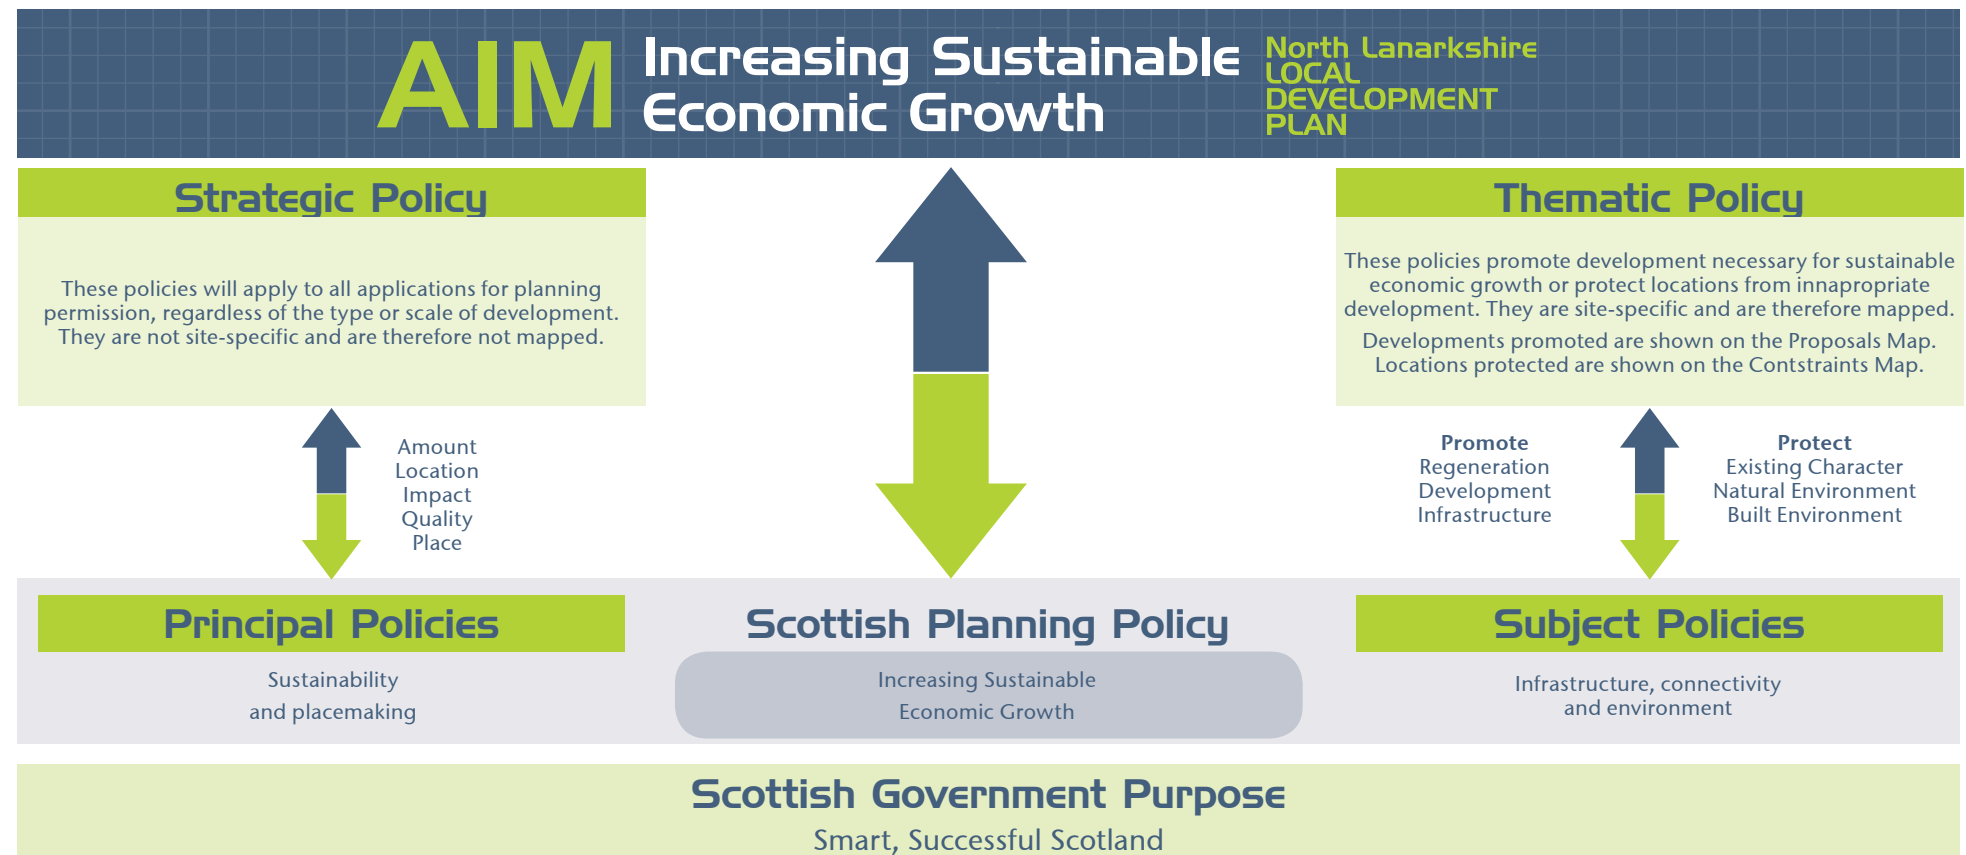 AIM
Increasing Sustainable
Economic Growth
North Lanarkshire
LOCAL
DEVELOPMENT
PLAN
Strategic Policy
These policies will apply to all applications for planning
permission, regardless of the type or scale of development.
They are not site-specific and are therefore not mapped.
Thematic Policy
These policies promote development necessary for sustainable
economic growth or protect locations from innapropriate
development. They are site-specific and are therefore mapped.
Developments promoted are shown on the Proposals Map.
Locations protected are shown on the Contstraints Map.
Amount
Location
Impact
Quality
Place
Promote
Regeneration
Development
Infrastructure
Protect
Existing Character
Natural Environment
Built Environment
Principal Policies
Sustainability
and placemaking
Scottish Planning Policy
Increasing Sustainable
Economic Growth
Subject Policies
Infrastructure, connectivity
and environment
Scottish Government Purpose
Smart, Successful Scotland